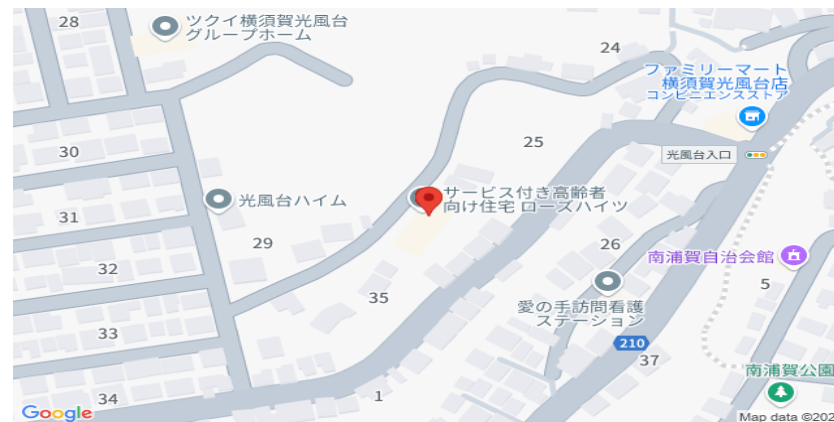 28
ツクイ横須賀光風台
グループホーム
24
ファミリーマート
横須賀光風台店
コンビニエンスストア
25
光風台入口
30
サービス付き高齢者
向け住宅 ローズハイツ
光風台ハイム
31
29
26
南浦賀自治会館
32
5
35
愛の手訪問看護
ステーション
33
210
37
南浦賀公園
1
34
Google
Map data ©202